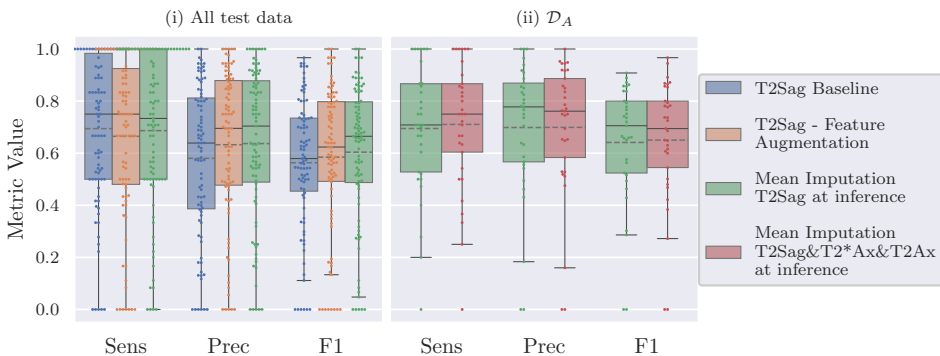 (i) All test data
(ii) 𝒟_A
Metric Value
1.0
0.8
0.6
0.4
0.2
0.0
Sens
Prec
F1
Sens
Prec
F1
T2Sag Baseline
T2Sag - Feature
Augmentation
Mean Imputation
T2Sag at inference
Mean Imputation
T2Sag&T2*Ax&T2Ax
at inference